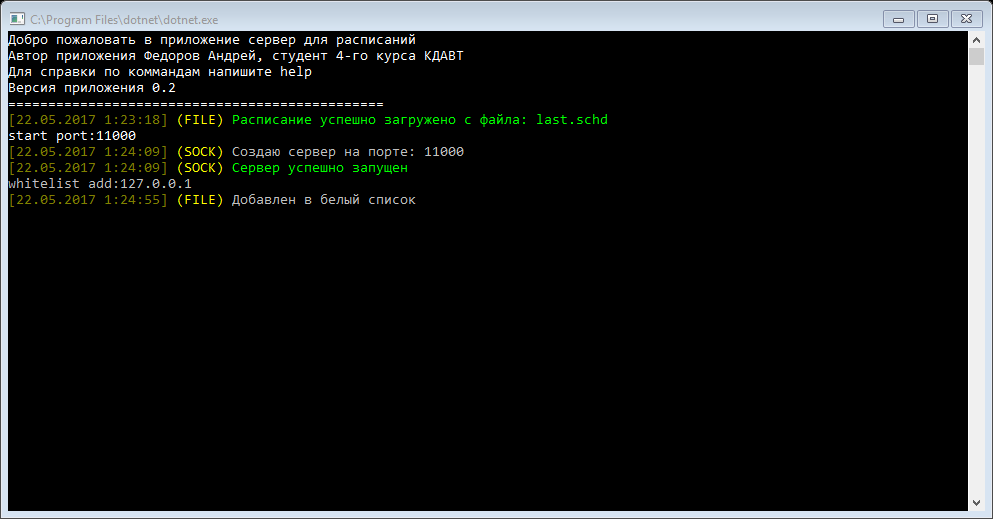 C:\Program Files\dotnet\dotnet.exe
Добро пожаловать в приложение сервер для расписаний
Автор приложения Федоров Андрей, студент 4-го курса КДАВТ
Для справки по коммандам напишите help
Версия приложения 0.2
===============================================
[22.05.2017 1:23:18] (FILE) Расписание успешно загружено с файла: last.schd
start port:11000
[22.05.2017 1:24:09] (SOCK) Создаю сервер на порте: 11000
[22.05.2017 1:24:09] (SOCK) Сервер успешно запущен
whitelist add:127.0.0.1
[22.05.2017 1:24:55] (FILE) Добавлен в белый список